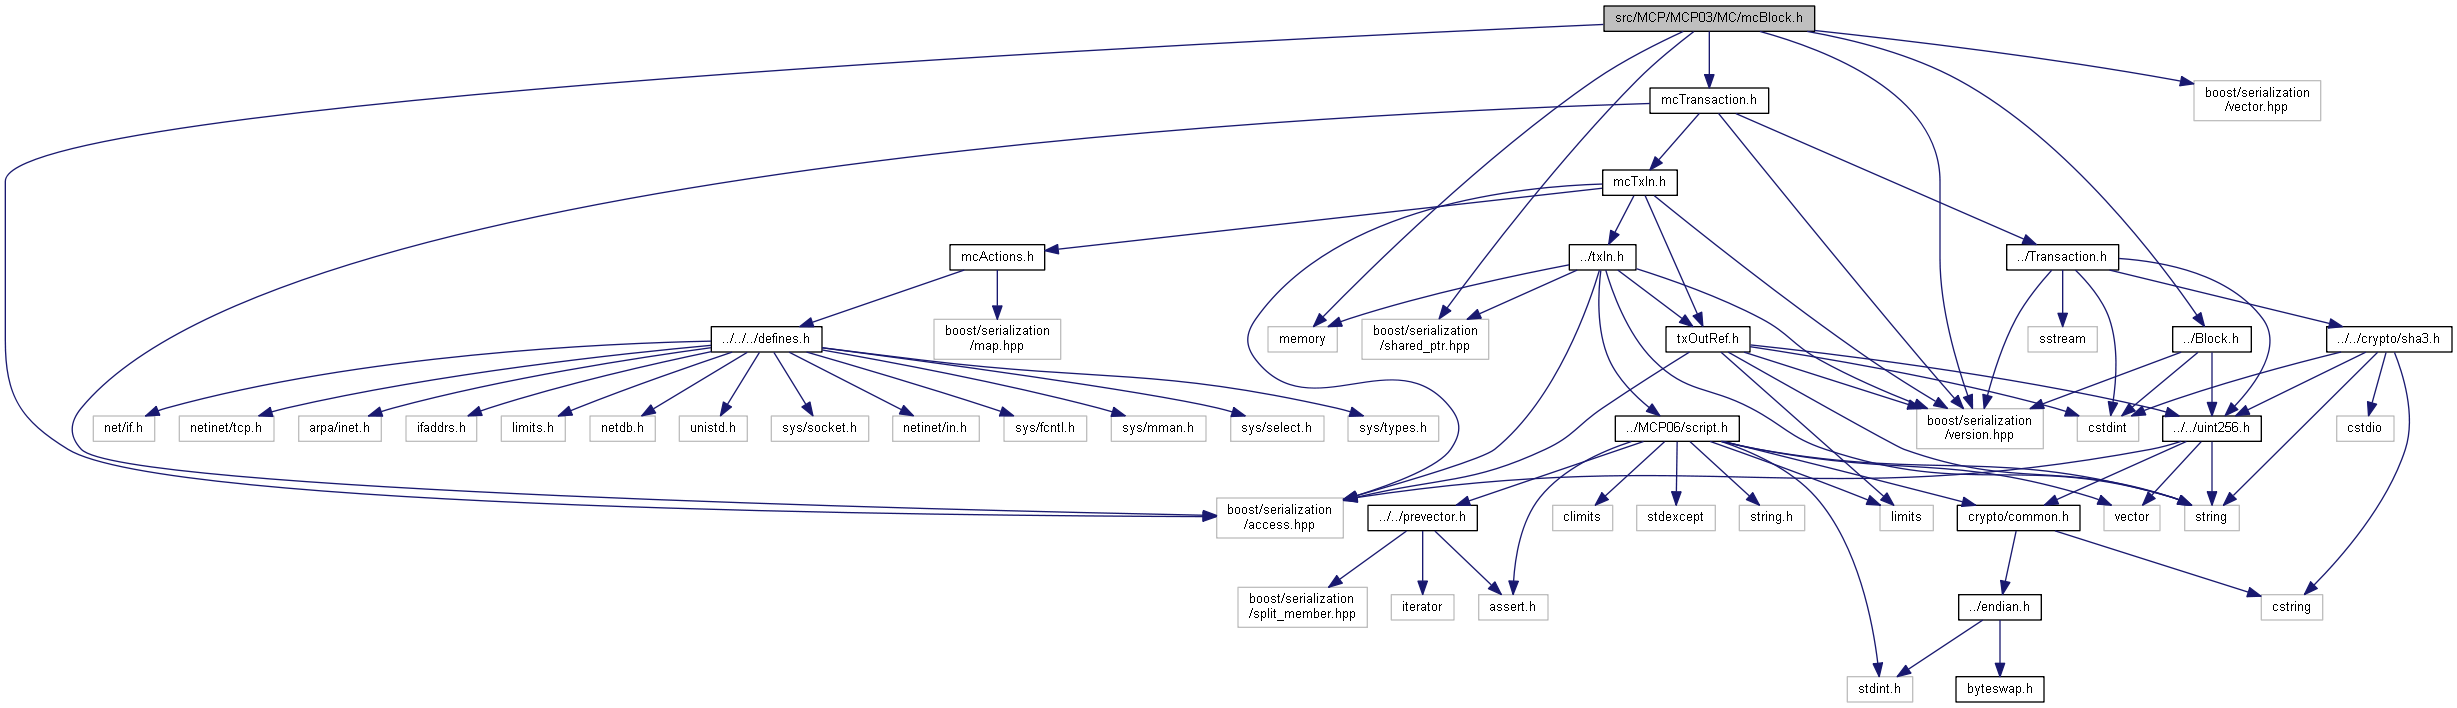 src/MCP/MCP03/MC/mcBlock.h
boost/serialization
/vector.hpp
mcTransaction.h
mcTxIn.h
mcActions.h
../txIn.h
../Transaction.h
../../../defines.h
boost/serialization
/map.hpp
memory
boost/serialization
/shared_ptr.hpp
txOutRef.h
sstream
../Block.h
../../crypto/sha3.h
net/if.h
netinet/tcp.h
arpa/inet.h
ifaddrs.h
limits.h
netdb.h
unistd.h
sys/socket.h
netinet/in.h
sys/fcntl.h
sys/mman.h
sys/select.h
sys/types.h
../MCP06/script.h
boost/serialization
/version.hpp
cstdint
../../uint256.h
cstdio
boost/serialization
/access.hpp
../../prevector.h
climits
stdexcept
string.h
limits
crypto/common.h
vector
string
boost/serialization
/split_member.hpp
iterator
assert.h
../endian.h
cstring
stdint.h
byteswap.h